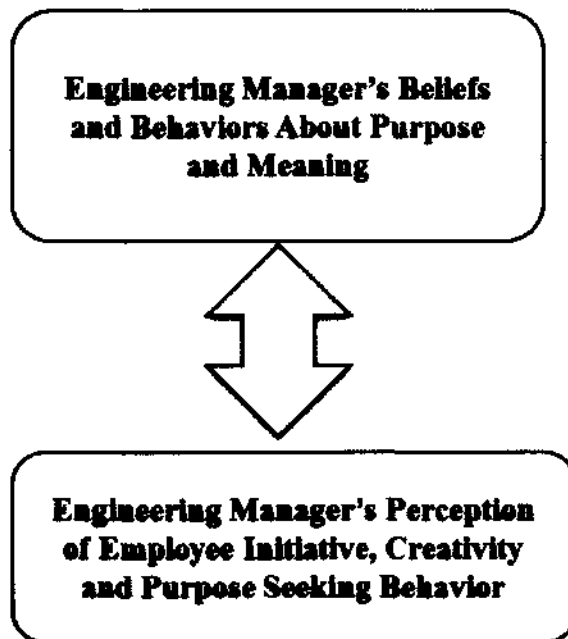 Engineering Manager's Beliefs
and Behaviors About Purpose
and Meaning
Engineering Manager's Perception
of Employee Initiative, Creativity
and Purpose Seeking Behavior